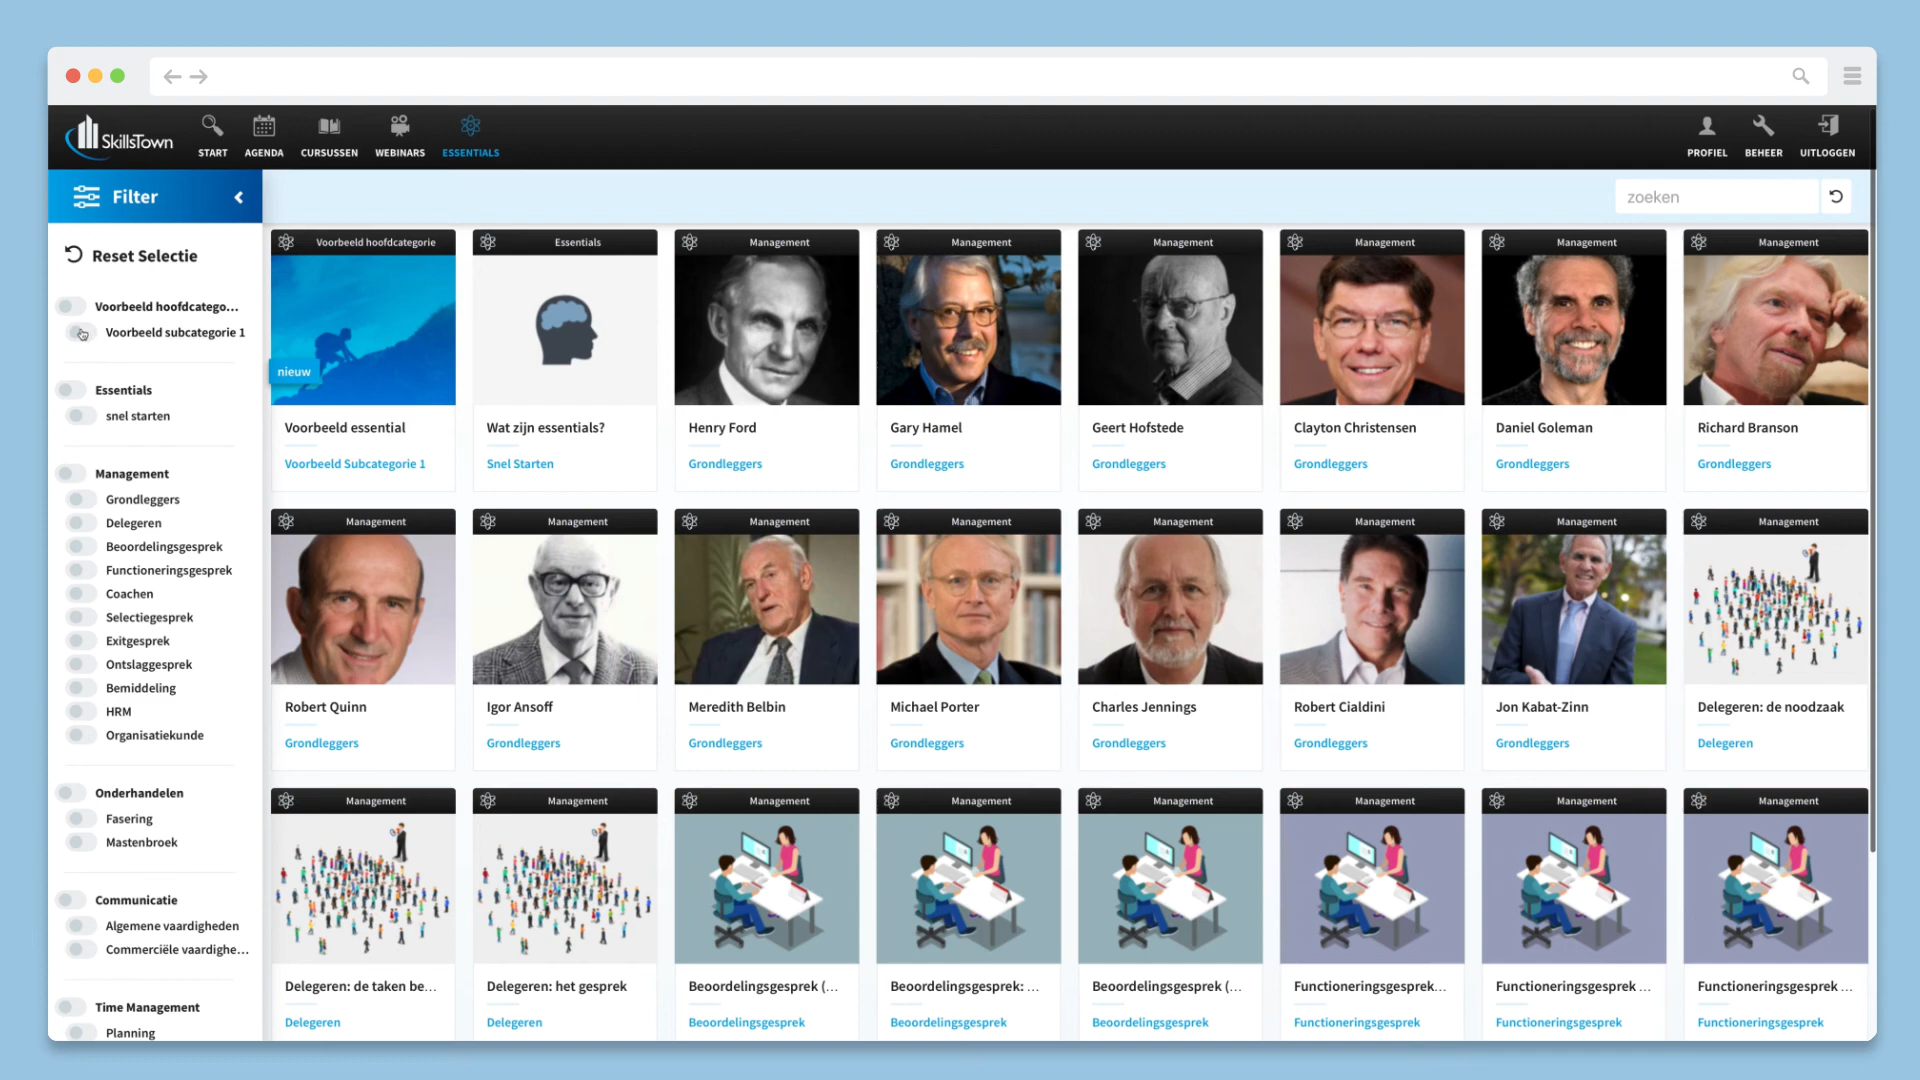 SkillsTown
START
AGENDA
CURSUSSEN
WEBINARS
ESSENTIALS
PROFIEL
BEHEER
UITLOGGEN
Filter
zoeken
Reset Selectie
Voorbeeld hoofdcatego...
Voorbeeld subcategorie 1
Essentials
snel starten
Management
Grondleggers
Delegeren
Beoordelingsgesprek
Functioneringsgesprek
Coachen
Selectiegesprek
Exitgesprek
Ontslaggesprek
Bemiddeling
HRM
Organisatiekunde
Onderhandelen
Fasering
Mastenbroek
Communicatie
Algemene vaardigheden
Commerciële vaardighe...
Time Management
Planning
Voorbeeld hoofdcategorie
nieuw
Voorbeeld essential
Voorbeeld Subcategorie 1
Essentials
Wat zijn essentials?
Snel Starten
Management
Henry Ford
Grondleggers
Management
Gary Hamel
Grondleggers
Management
Geert Hofstede
Grondleggers
Management
Clayton Christensen
Grondleggers
Management
Daniel Goleman
Grondleggers
Management
Richard Branson
Grondleggers
Management
Robert Quinn
Grondleggers
Management
Igor Ansoff
Grondleggers
Management
Meredith Belbin
Grondleggers
Management
Michael Porter
Grondleggers
Management
Charles Jennings
Grondleggers
Management
Robert Cialdini
Grondleggers
Management
Jon Kabat-Zinn
Grondleggers
Management
Delegeren: de noodzaak
Delegeren
Management
Delegeren: de taken be...
Delegeren
Management
Delegeren: het gesprek
Delegeren
Management
Beoordelingsgesprek (...
Beoordelingsgesprek
Management
Beoordelingsgesprek: ...
Beoordelingsgesprek
Management
Beoordelingsgesprek (...
Beoordelingsgesprek
Management
Functioneringsgesprek...
Functioneringsgesprek
Management
Functioneringsgesprek ...
Functioneringsgesprek
Management
Functioneringsgesprek ...
Functioneringsgesprek